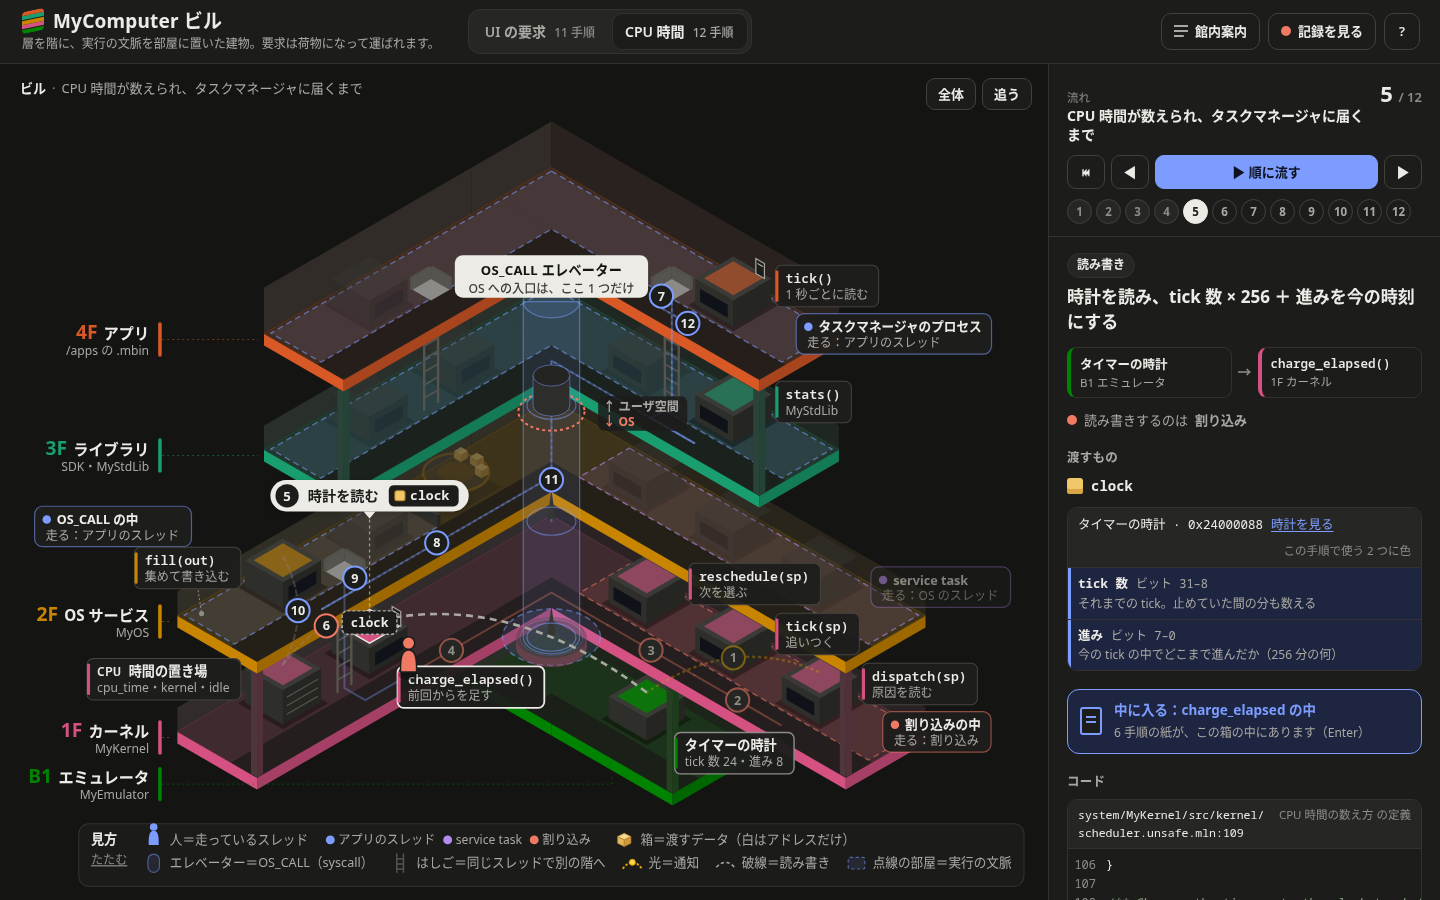 MyComputer ビル
層を階に、実行の文脈を部屋に置いた建物。要求は荷物になって運ばれます。
UI の要求 11 手順
CPU 時間 12 手順
館内案内
記録を見る
?
ビル · CPU 時間が数えられ、タスクマネージャに届くまで
全体
追う
OS_CALL エレベーター
OS への入口は、ここ 1 つだけ
tick()
1 秒ごとに読む
7
12
タスクマネージャのプロセス
走る：アプリのスレッド
4F アプリ
/apps の .mbin
stats()
MyStdLib
↑ ユーザ空間
↓ OS
3F ライブラリ
SDK・MyStdLib
5 時計を読む clock
11
OS_CALL の中
走る：アプリのスレッド
fill(out)
集めて書き込む
8
9
10
6
clock
reschedule(sp)
次を選ぶ
service task
走る：OS のスレッド
2F OS サービス
MyOS
tick(sp)
追いつく
4
3
1
2
CPU 時間の置き場
cpu_time・kernel・idle
charge_elapsed()
前回からを足す
dispatch(sp)
原因を読む
割り込みの中
走る：割り込み
1F カーネル
MyKernel
タイマーの時計
tick 数 24・進み 8
B1 エミュレータ
MyEmulator
見方
たたむ
人＝走っているスレッド
アプリのスレッド
service task
割り込み
箱＝渡すデータ（白はアドレスだけ）
エレベーター＝OS_CALL（syscall）
はしご＝同じスレッドで別の階へ
光＝通知
破線＝読み書き
点線の部屋＝実行の文脈
流れ
5 / 12
CPU 時間が数えられ、タスクマネージャに届く
まで
⏮
◀
▶ 順に流す
▶
1 2 3 4 5 6 7 8 9 10 11 12
読み書き
時計を読み、tick 数 × 256 ＋ 進みを今の時刻
にする
タイマーの時計
B1 エミュレータ
→
charge_elapsed()
1F カーネル
読み書きするのは 割り込み
渡すもの
clock
タイマーの時計 · 0x24000088 時計を見る
この手順で使う 2 つに色
tick 数 ビット 31–8
それまでの tick。止めていた間の分も数える
進み ビット 7–0
今の tick の中でどこまで進んだか（256 分の何）
中に入る：charge_elapsed の中
6 手順の紙が、この箱の中にあります（Enter）
コード
system/MyKernel/src/kernel/
scheduler.unsafe.mln:109
CPU 時間の数え方 の定義
106 }
107